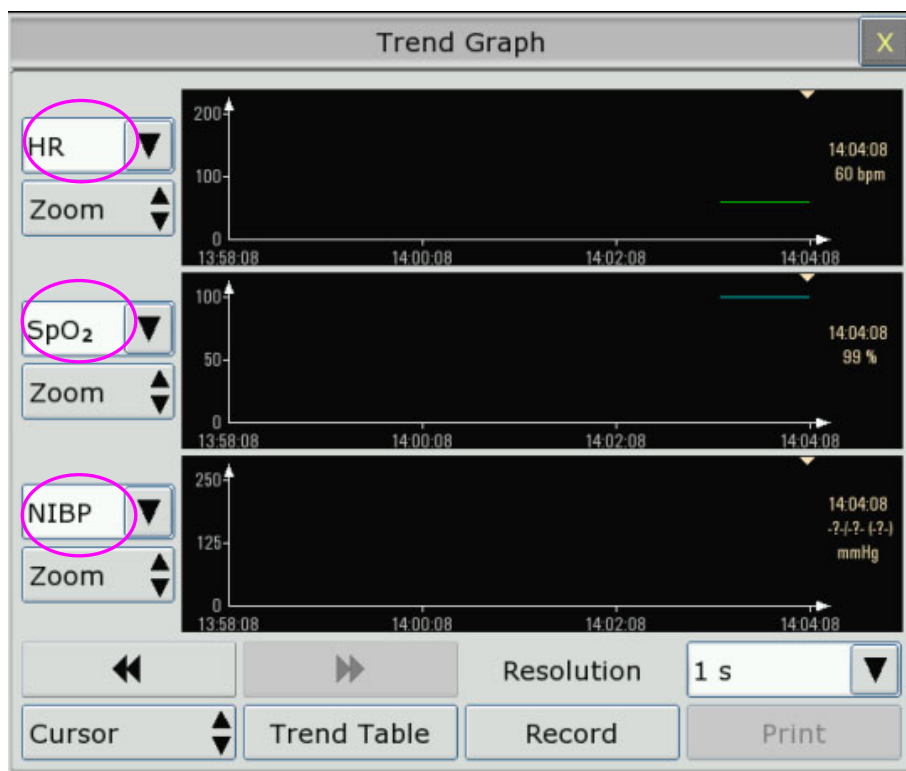 Trend Graph X
HR
Zoom
200
100
0
13:58:08 14:00:08 14:02:08 14:04:08
14:04:08
60 bpm
SpO₂
Zoom
100
50
0
13:58:08 14:00:08 14:02:08 14:04:08
14:04:08
99 %
NIBP
Zoom
250
125
0
13:58:08 14:00:08 14:02:08 14:04:08
14:04:08
-?-/-?- (-?-)
mmHg
Resolution 1 s
Cursor Trend Table Record Print